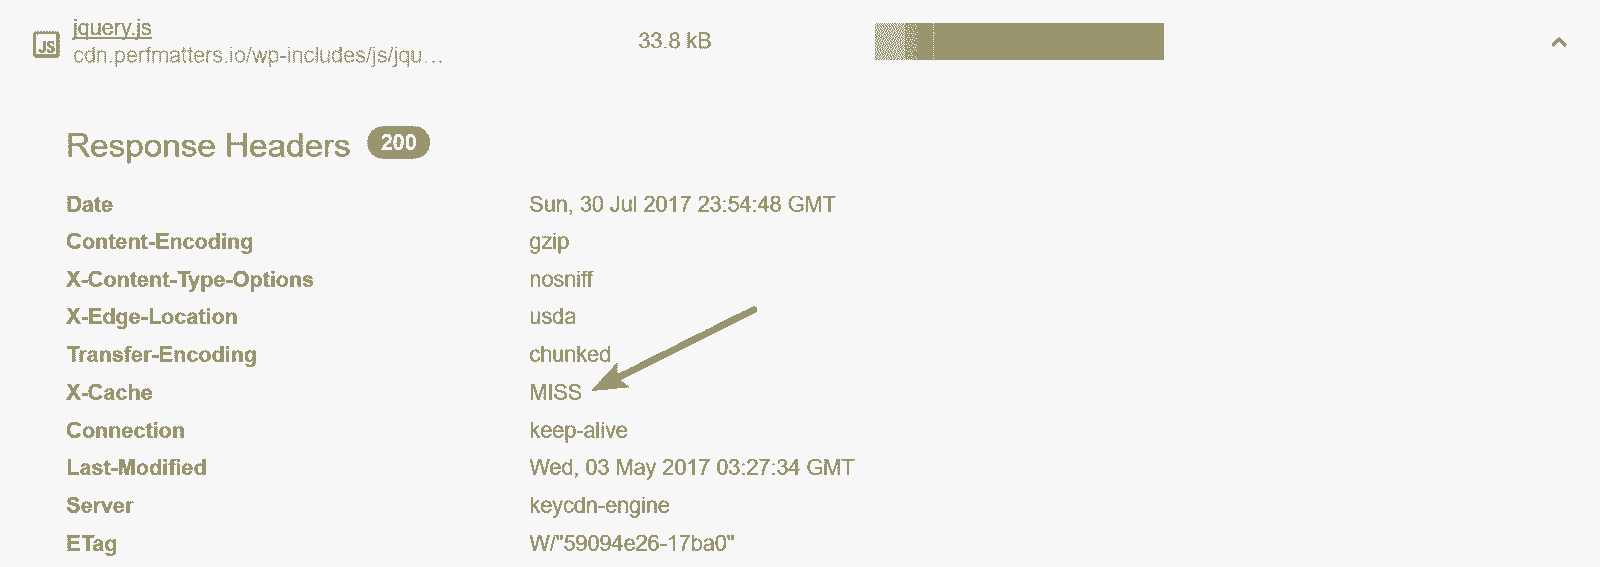 jquery.js
JS
cdn.perfmatters.io/wp-includes/js/jqu...
33.8 kB
Response Headers 200
Date Sun, 30 Jul 2017 23:54:48 GMT
Content-Encoding gzip
X-Content-Type-Options nosniff
X-Edge-Location usda
Transfer-Encoding chunked
X-Cache MISS
Connection keep-alive
Last-Modified Wed, 03 May 2017 03:27:34 GMT
Server keycdn-engine
ETag W/"59094e26-17ba0"